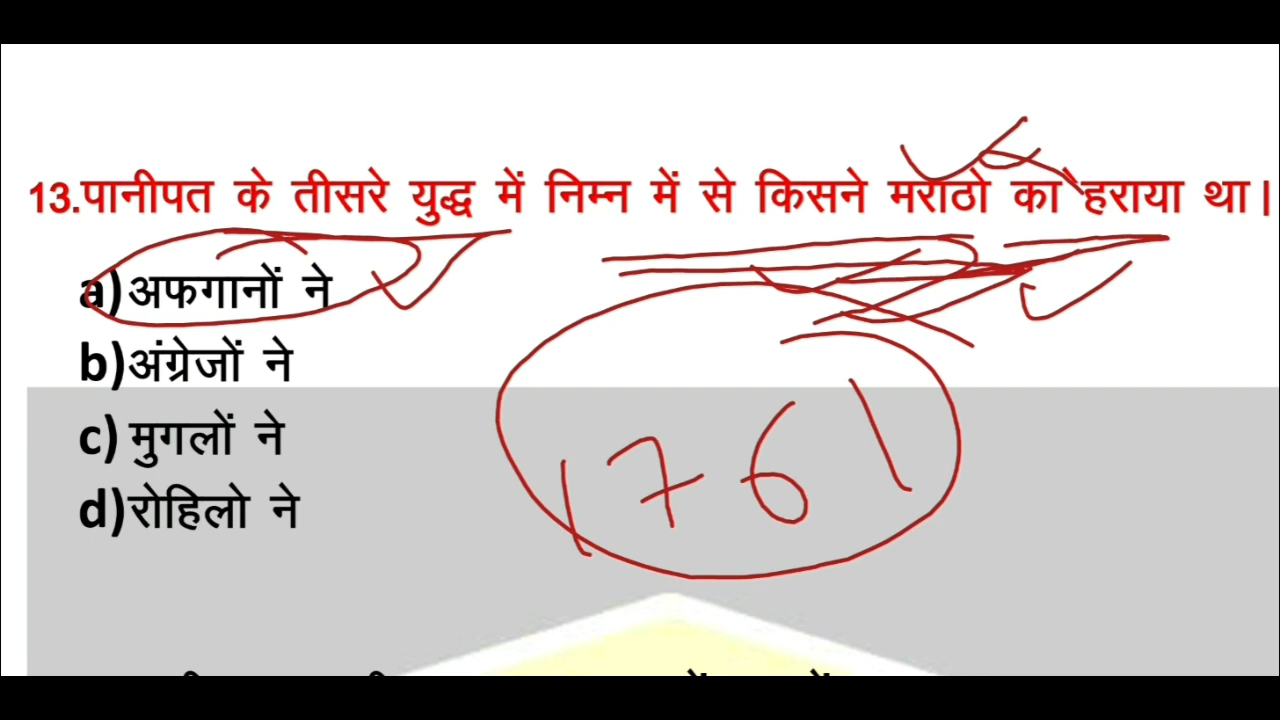 13.पानीपत के तीसरे युद्ध में निम्न में से किसने मराठो को हराया था।
a)अफगानों ने
b)अंग्रेजों ने
c) मुगलों ने
d)रोहिलो ने
1761